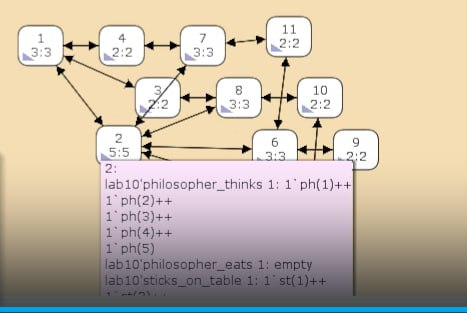 1
3:3
4
2:2
7
3:3
11
2:2
3
2:2
8
3:3
10
2:2
2
5:5
6
3:3
9
2:2
2:
lab10'philosopher_thinks 1: 1`ph(1)++
1`ph(2)++
1`ph(3)++
1`ph(4)++
1`ph(5)
lab10'philosopher_eats 1: empty
lab10'sticks_on_table 1: 1`st(1)++
1`st(2)++